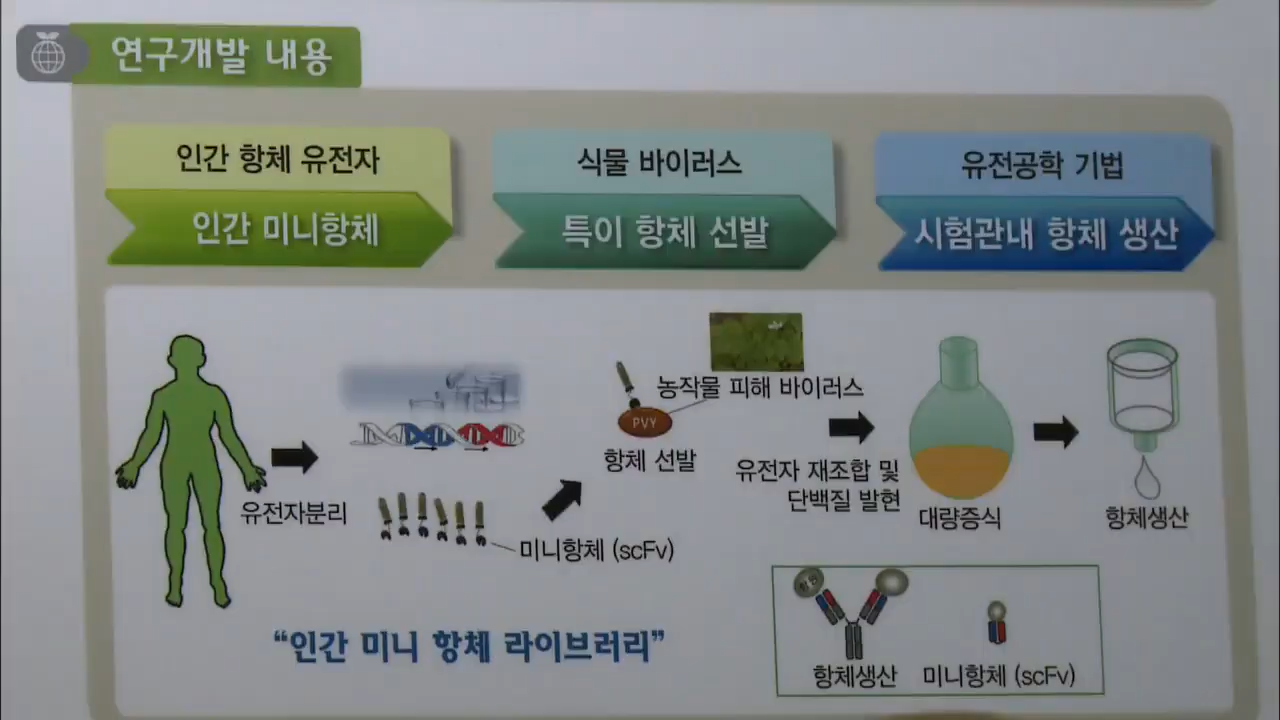 연구개발 내용
인간 항체 유전자
인간 미니항체
식물 바이러스
특이 항체 선발
유전공학 기법
시험관내 항체 생산
유전자분리
미니항체 (scFv)
PVY
농작물 피해 바이러스
항체 선발
유전자 재조합 및
단백질 발현
대량증식
항체생산
“인간 미니 항체 라이브러리”
항체생산
미니항체 (scFv)